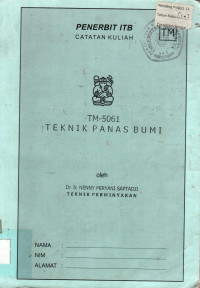 PENERBIT ITB
CATATAN KULIAH
TM
TM-5061
TEKNIK PANAS BUMI
oleh
Dr. Ir. NENNY MIRYANI SAPTADJI
TEKNIK PERMINYAKAN
NAMA :
NIM :
ALAMAT :